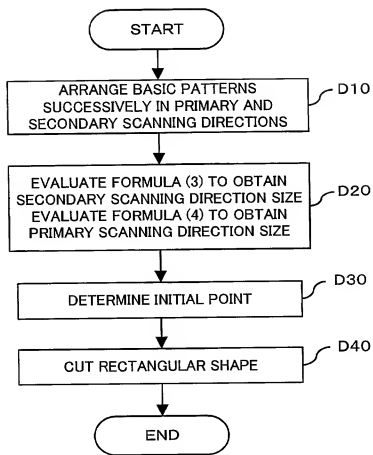 START
ARRANGE BASIC PATTERNS
SUCCESSIVELY IN PRIMARY AND
SECONDARY SCANNING DIRECTIONS
D10
EVALUATE FORMULA (3) TO OBTAIN
SECONDARY SCANNING DIRECTION SIZE
EVALUATE FORMULA (4) TO OBTAIN
PRIMARY SCANNING DIRECTION SIZE
D20
DETERMINE INITIAL POINT
D30
CUT RECTANGULAR SHAPE
D40
END